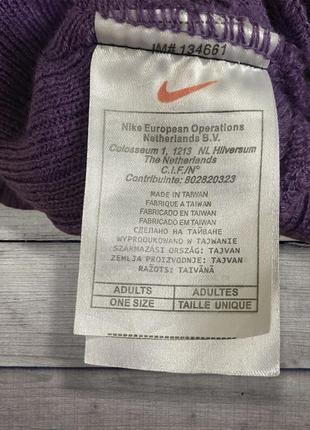 IM# 134661
Nike European Operations
Netherlands B.V.
Colosseum 1, 1213 NL Hilversum
The Netherlands
C.I.F./N°
Contribuinte: 802820323
MADE IN TAIWAN
FABRIQUE A TAIWAN
FABRICADO EN TAIWAN
FABRICADO EM TAIWAN
СДЕЛАНО НА ТАЙВАНЕ
WYPRODUKOWANO W TAJWANIE
SZÁRMAZÁSI ORSZÁG: TAJVAN
ZEMLJA PROIZVODNJE: TAJVAN
RAŽOTS: TAIVĀNĀ
ADULTS ADULTES
ONE SIZE TAILLE UNIQUE